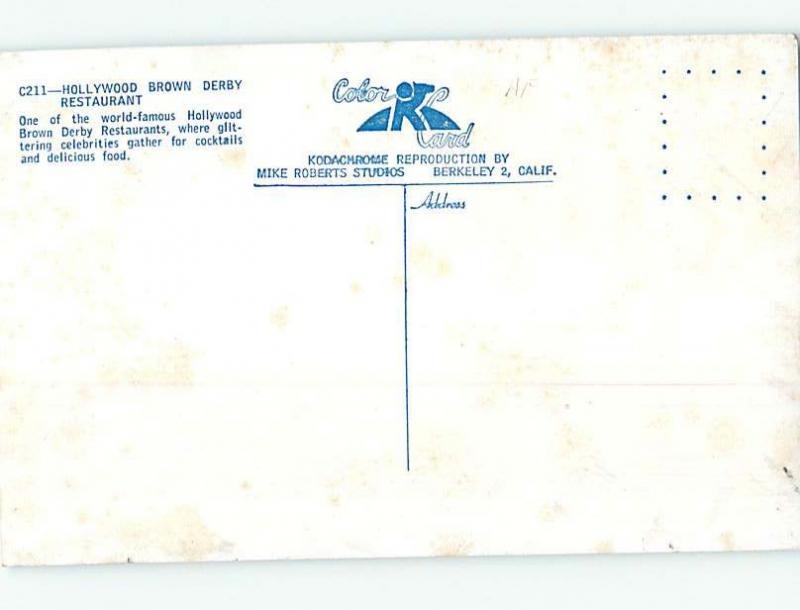 C211—HOLLYWOOD BROWN DERBY
RESTAURANT
One of the world-famous Hollywood
Brown Derby Restaurants, where glit-
tering celebrities gather for cocktails
and delicious food.
Color
Card
KODACHROME REPRODUCTION BY
MIKE ROBERTS STUDIOS BERKELEY 2, CALIF.
Address